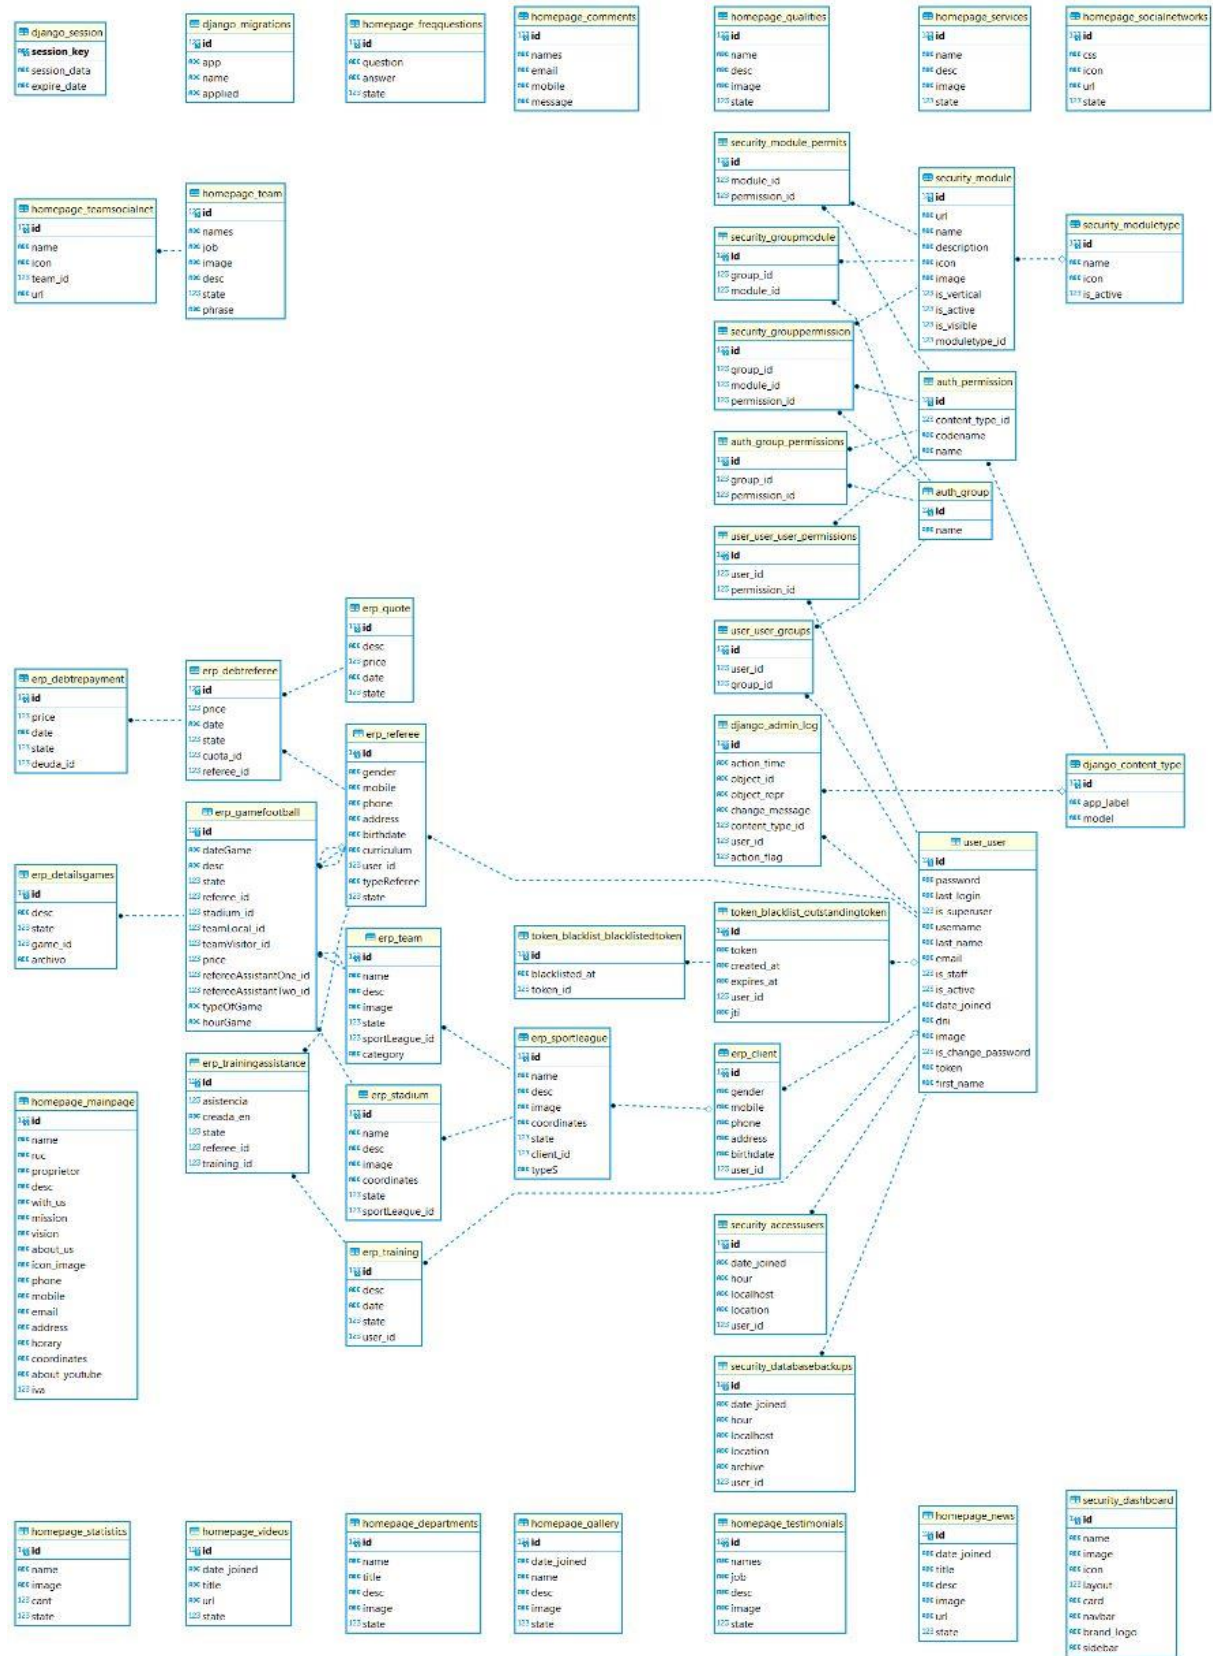 django_session
session_key
session_data
expire_date
django_migrations
id
app
name
applied
homepage_freqquestions
id
question
answer
state
homepage_comments
id
names
email
mobile
message
homepage_qualities
id
name
desc
image
state
homepage_services
id
name
desc
image
state
homepage_socialnetworks
id
css
icon
url
state
homepage_teamsocialnet
id
name
icon
team_id
url
homepage_team
id
names
job
image
desc
state
phrase
security_module_permits
id
module_id
permission_id
security_groupmodule
id
group_id
module_id
security_grouppermission
id
group_id
module_id
permission_id
auth_group_permissions
id
group_id
permission_id
user_user_user_permissions
id
user_id
permission_id
user_user_groups
id
user_id
group_id
security_module
id
url
name
description
icon
image
is_vertical
is_active
is_visible
moduletype_id
security_moduletype
id
name
icon
is_active
auth_permission
id
content_type_id
codename
name
auth_group
id
name
erp_debtrepayment
id
price
date
state
deuda_id
erp_debtreferee
id
price
date
state
cuota_id
referee_id
erp_quote
id
desc
price
date
state
erp_referee
id
gender
mobile
phone
address
birthdate
curriculum
user_id
typeReferee
state
django_admin_log
id
action_time
object_id
object_repr
change_message
content_type_id
user_id
action_flag
django_content_type
id
app_label
model
erp_gamefootball
id
dateGame
desc
state
referee_id
stadium_id
teamLocal_id
teamVisitor_id
price
refereeAssistantOne_id
refereeAssistantTwo_id
typeOfGame
hourGame
erp_detailsgames
id
desc
state
game_id
archivo
user_user
id
password
last_login
is_superuser
username
last_name
email
is_staff
is_active
date_joined
dni
image
is_change_password
token
first_name
erp_team
id
name
desc
image
state
sportLeague_id
category
token_blacklist_blacklistedtoken
id
blacklisted_at
token_id
token_blacklist_outstandingtoken
id
token
created_at
expires_at
user_id
jti
erp_trainingassistance
id
asistencia
creada_en
state
referee_id
training_id
erp_stadium
id
name
desc
image
coordinates
state
sportLeague_id
erp_sportleague
id
name
desc
image
coordinates
state
client_id
typeS
erp_client
id
gender
mobile
phone
address
birthdate
user_id
homepage_mainpage
id
name
ruc
proprietor
desc
with_us
mission
vision
about_us
icon_image
phone
mobile
email
address
horary
coordinates
about_youtube
iva
erp_training
id
desc
date
state
user_id
security_accessusers
id
date_joined
hour
localhost
location
user_id
security_databasebackups
id
date_joined
hour
localhost
location
archive
user_id
homepage_statistics
id
name
image
cant
state
homepage_videos
id
date_joined
title
url
state
homepage_departments
id
name
title
desc
image
state
homepage_gallery
id
date_joined
name
desc
image
state
homepage_testimonials
id
names
job
desc
image
state
homepage_news
id
date_joined
title
desc
image
url
state
security_dashboard
id
name
image
icon
layout
card
navbar
brand_logo
sidebar